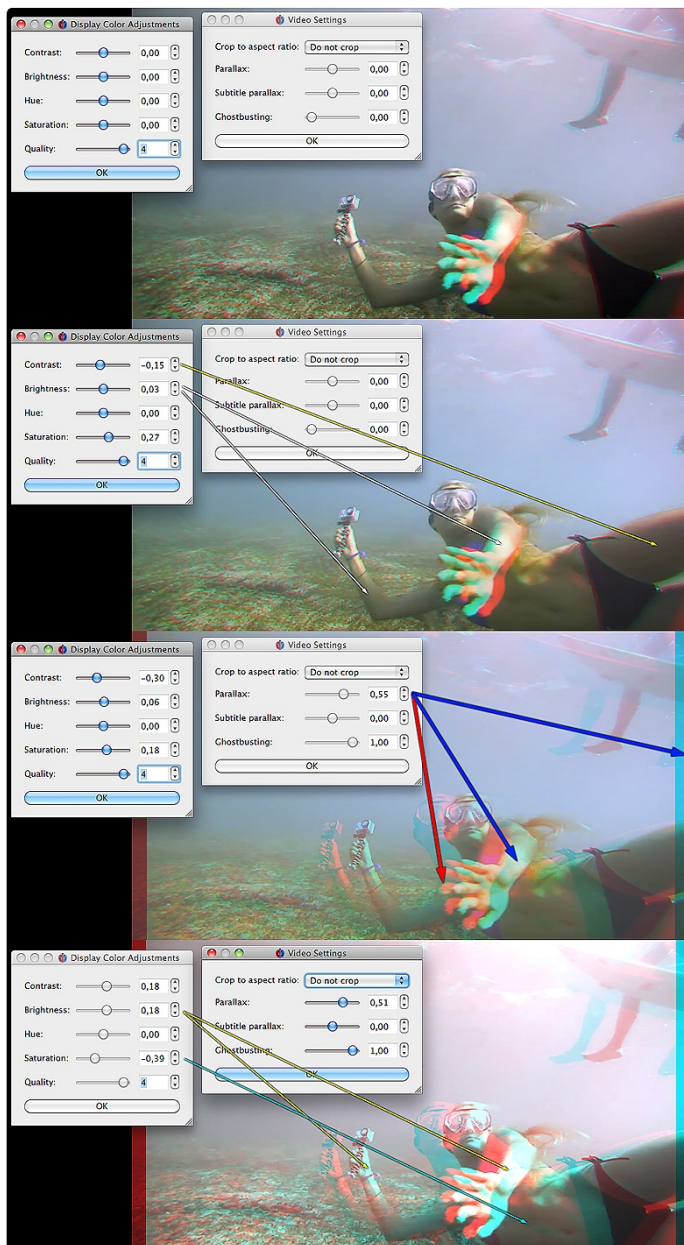 Display Color Adjustments
Contrast: 0,00
Brightness: 0,00
Hue: 0,00
Saturation: 0,00
Quality: 4
OK
Video Settings
Crop to aspect ratio: Do not crop
Parallax: 0,00
Subtitle parallax: 0,00
Ghostbusting: 0,00
OK
Display Color Adjustments
Contrast: -0,15
Brightness: 0,03
Hue: 0,00
Saturation: 0,27
Quality: 4
OK
Video Settings
Crop to aspect ratio: Do not crop
Parallax: 0,00
Subtitle parallax: 0,00
Ghostbusting: 0,00
OK
Display Color Adjustments
Contrast: -0,30
Brightness: 0,06
Hue: 0,00
Saturation: 0,18
Quality: 4
OK
Video Settings
Crop to aspect ratio: Do not crop
Parallax: 0,55
Subtitle parallax: 0,00
Ghostbusting: 1,00
OK
Display Color Adjustments
Contrast: 0,18
Brightness: 0,18
Hue: 0,00
Saturation: -0,39
Quality: 4
OK
Video Settings
Crop to aspect ratio: Do not crop
Parallax: 0,51
Subtitle parallax: 0,00
Ghostbusting: 1,00
OK